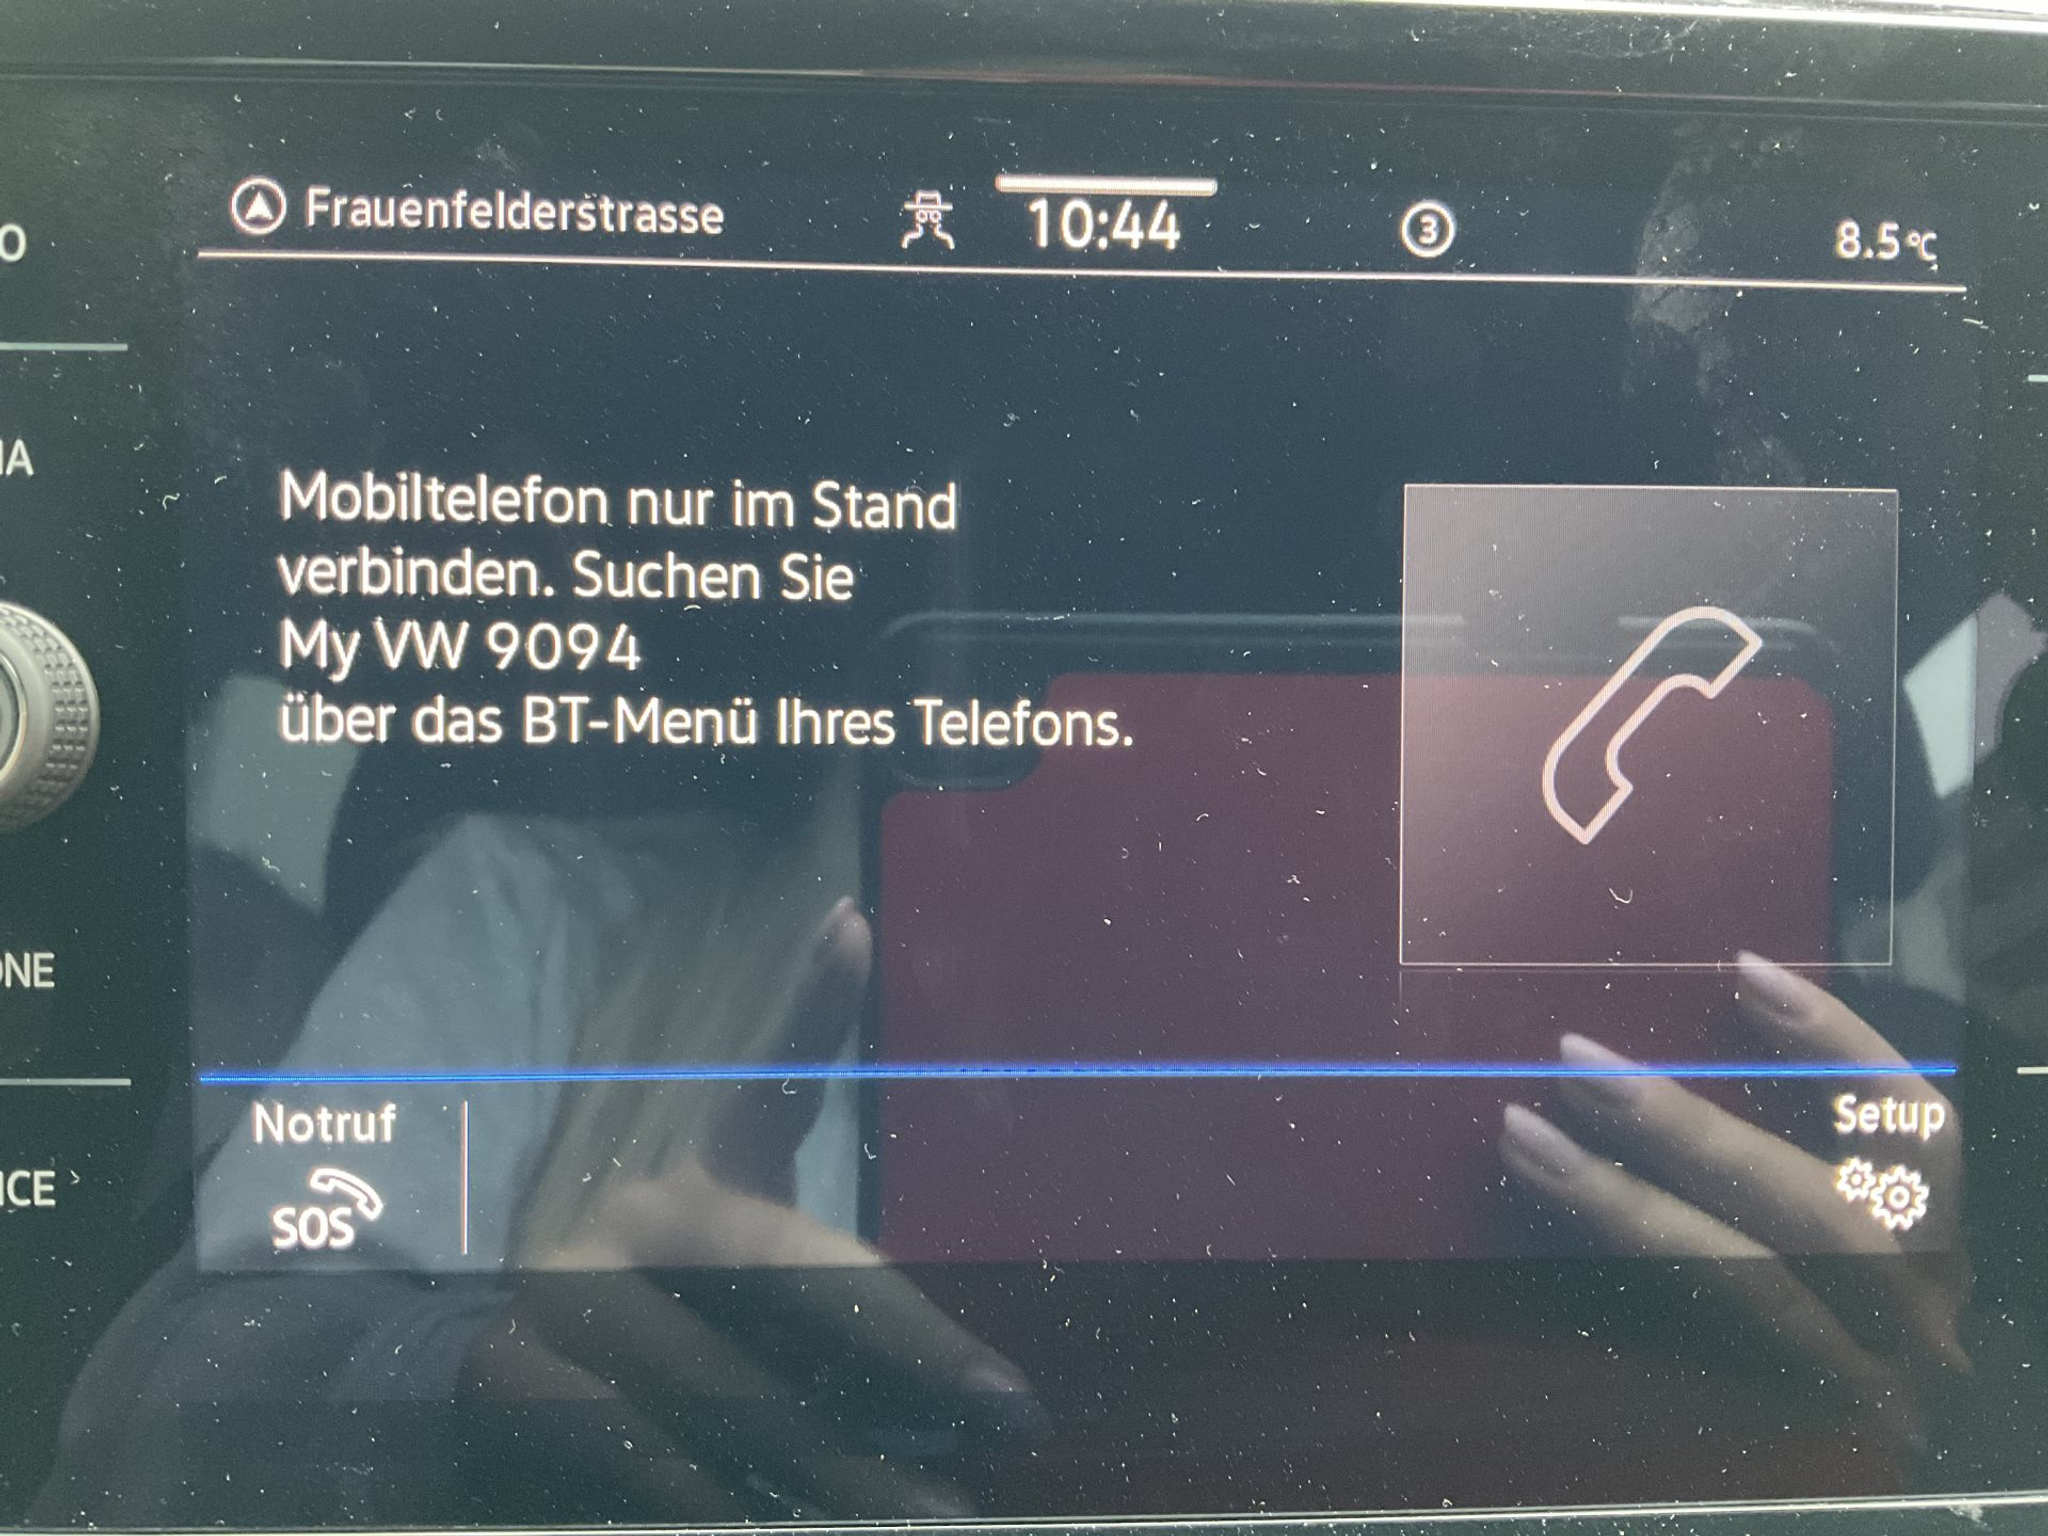 Frauenfelderstrasse
10:44
3
8.5 °C
Mobiltelefon nur im Stand
verbinden. Suchen Sie
My VW 9094
über das BT-Menü Ihres Telefons.
Notruf
SOS
Setup